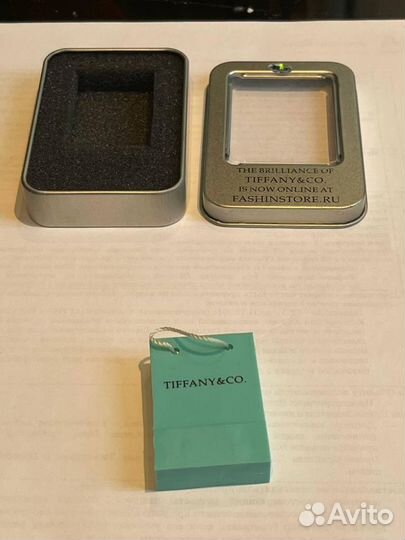 THE BRILLIANCE OF
TIFFANY&CO.
IS NOW ONLINE AT
FASHINSTORE.RU
TIFFANY&CO.
Avito